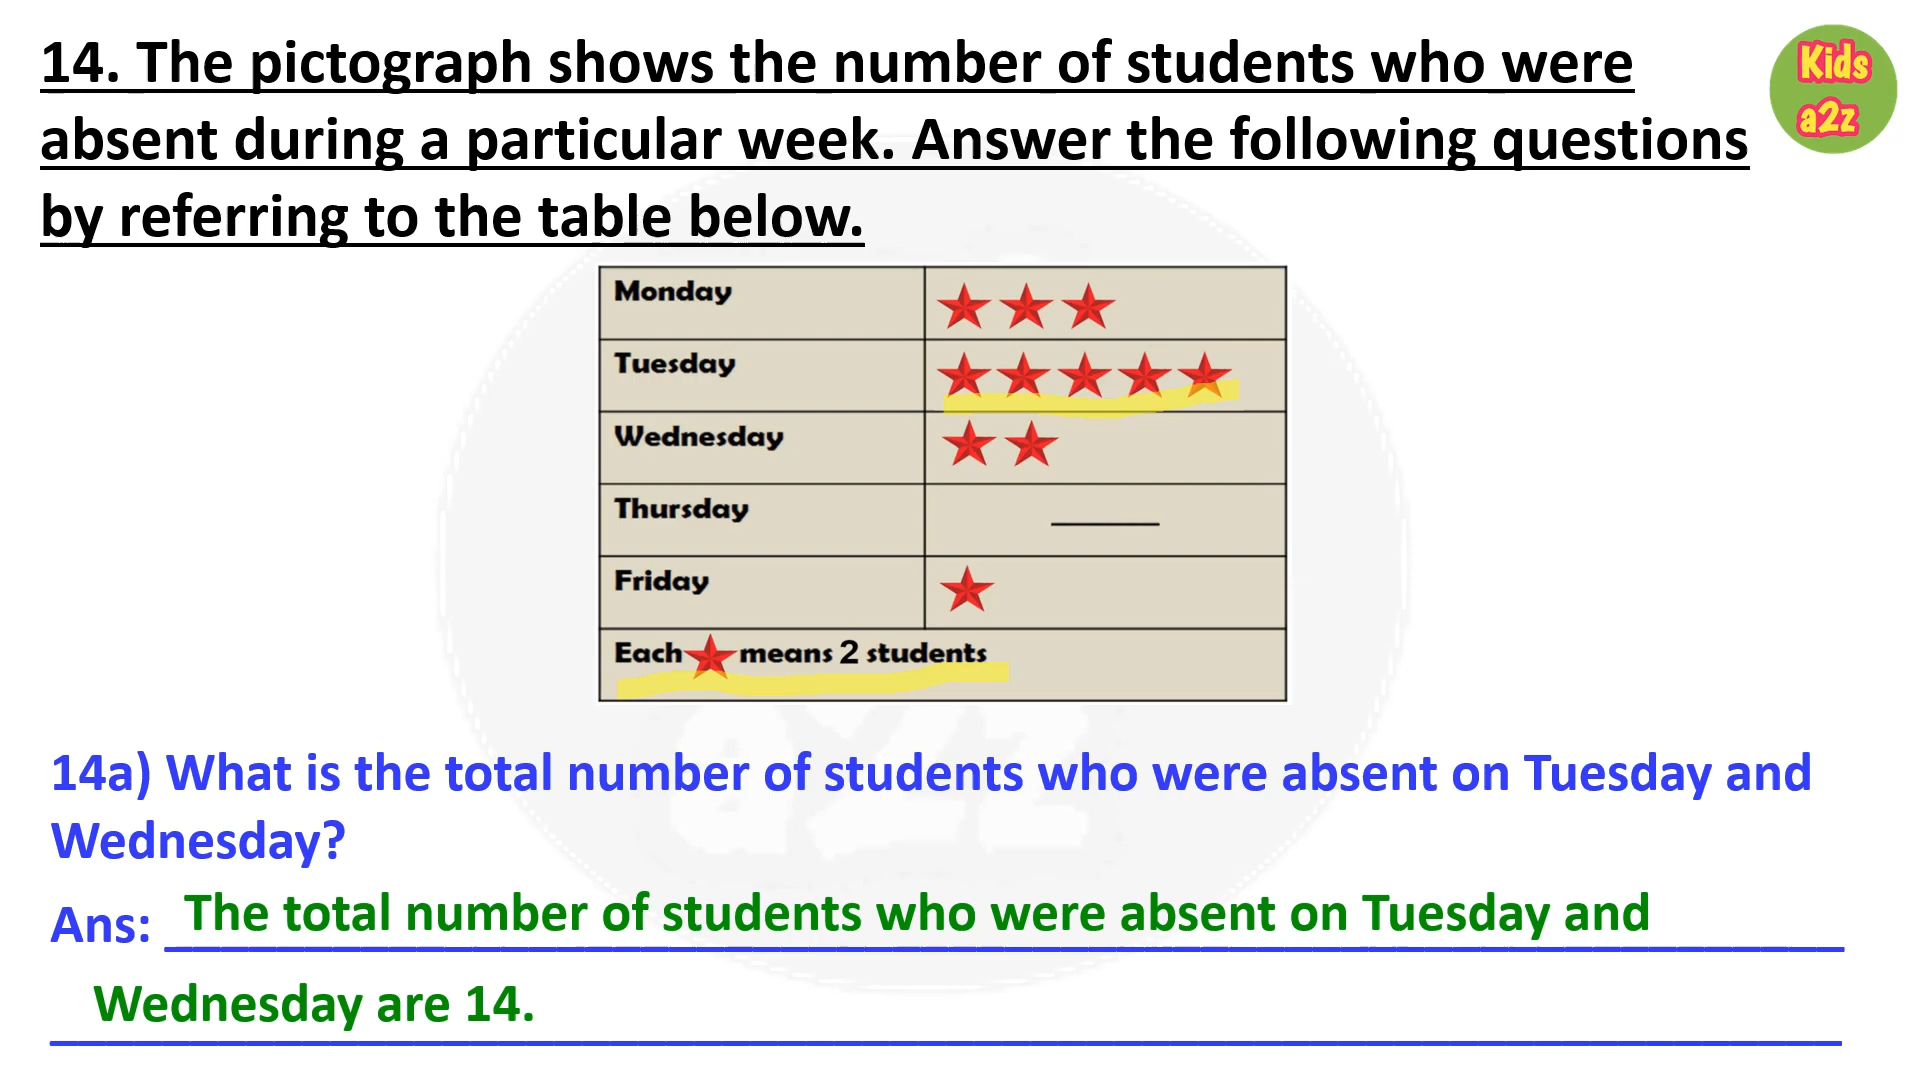 14. The pictograph shows the number of students who were
absent during a particular week. Answer the following questions
by referring to the table below.
Kids
a2z
Monday
Tuesday
Wednesday
Thursday
Friday
Each means 2 students
a2z
14a) What is the total number of students who were absent on Tuesday and
Wednesday?
Ans: The total number of students who were absent on Tuesday and
Wednesday are 14.